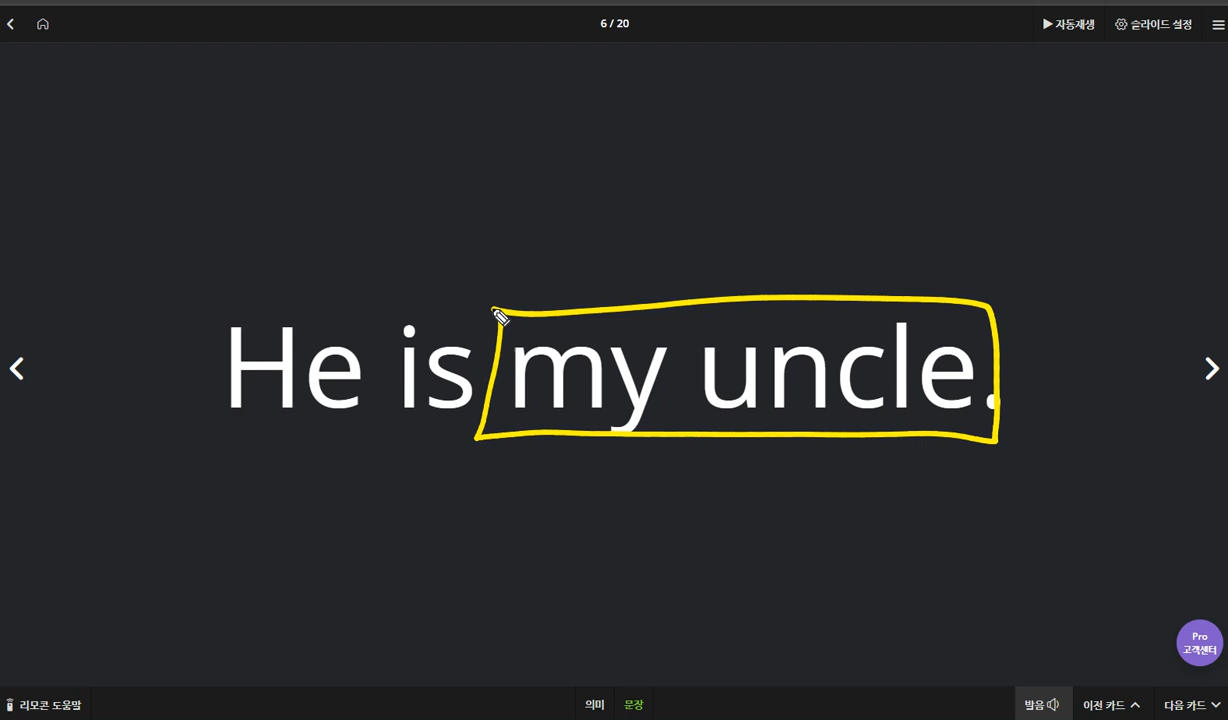 6 / 20
자동재생
슬라이드 설정
He is my uncle.
Pro
고객센터
리모콘 도움말
의미
문장
발음
이전 카드
다음 카드